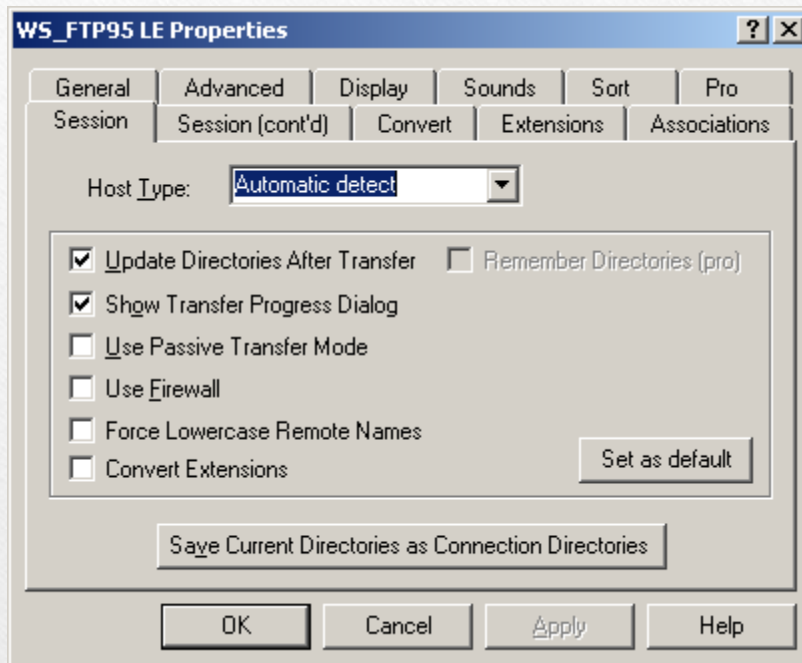 WS_FTP95 LE Properties
General Advanced Display Sounds Sort Pro
Session Session (cont'd) Convert Extensions Associations
Host Type: Automatic detect
Update Directories After Transfer Remember Directories (pro)
Show Transfer Progress Dialog
Use Passive Transfer Mode
Use Firewall
Force Lowercase Remote Names
Convert Extensions
Set as default
Save Current Directories as Connection Directories
OK Cancel Apply Help